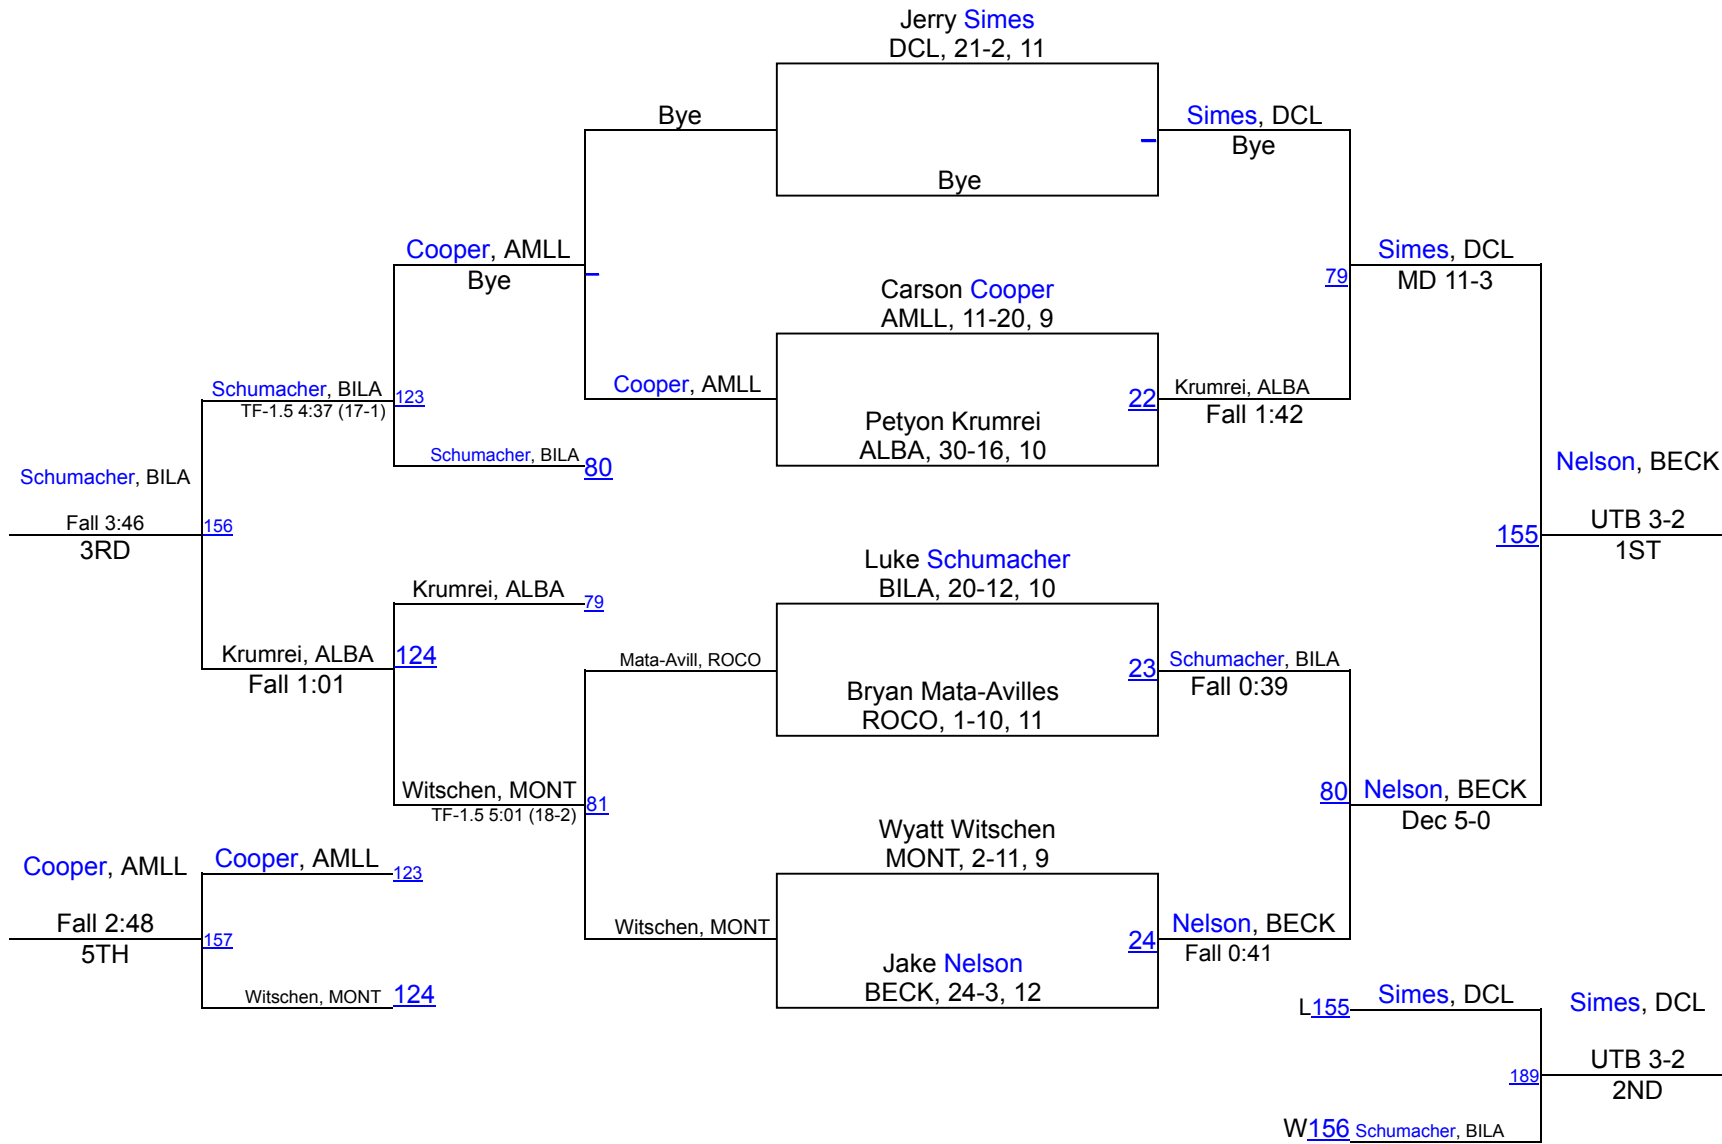 Jerry Simes
DCL, 21-2, 11
Bye
Simes, DCL
Bye
Bye
Cooper, AMLL
Bye
Simes, DCL
MD 11-3
79
Carson Cooper
AMLL, 11-20, 9
Schumacher, BILA
TF-1.5 4:37 (17-1)
123
Cooper, AMLL
22
Krumrei, ALBA
Fall 1:42
Petyon Krumrei
ALBA, 30-16, 10
Schumacher, BILA
80
Schumacher, BILA
Fall 3:46
3RD
156
Nelson, BECK
UTB 3-2
1ST
155
Luke Schumacher
BILA, 20-12, 10
Krumrei, ALBA
79
Krumrei, ALBA
Fall 1:01
124
Mata-Avill, ROCO
23
Schumacher, BILA
Fall 0:39
Bryan Mata-Avilles
ROCO, 1-10, 11
Witschen, MONT
TF-1.5 5:01 (18-2)
81
80
Nelson, BECK
Dec 5-0
Wyatt Witschen
MONT, 2-11, 9
Cooper, AMLL
Cooper, AMLL
123
Fall 2:48
5TH
157
Witschen, MONT
24
Nelson, BECK
Fall 0:41
Jake Nelson
BECK, 24-3, 12
Witschen, MONT
124
L155
Simes, DCL
Simes, DCL
UTB 3-2
2ND
189
W156 Schumacher, BILA